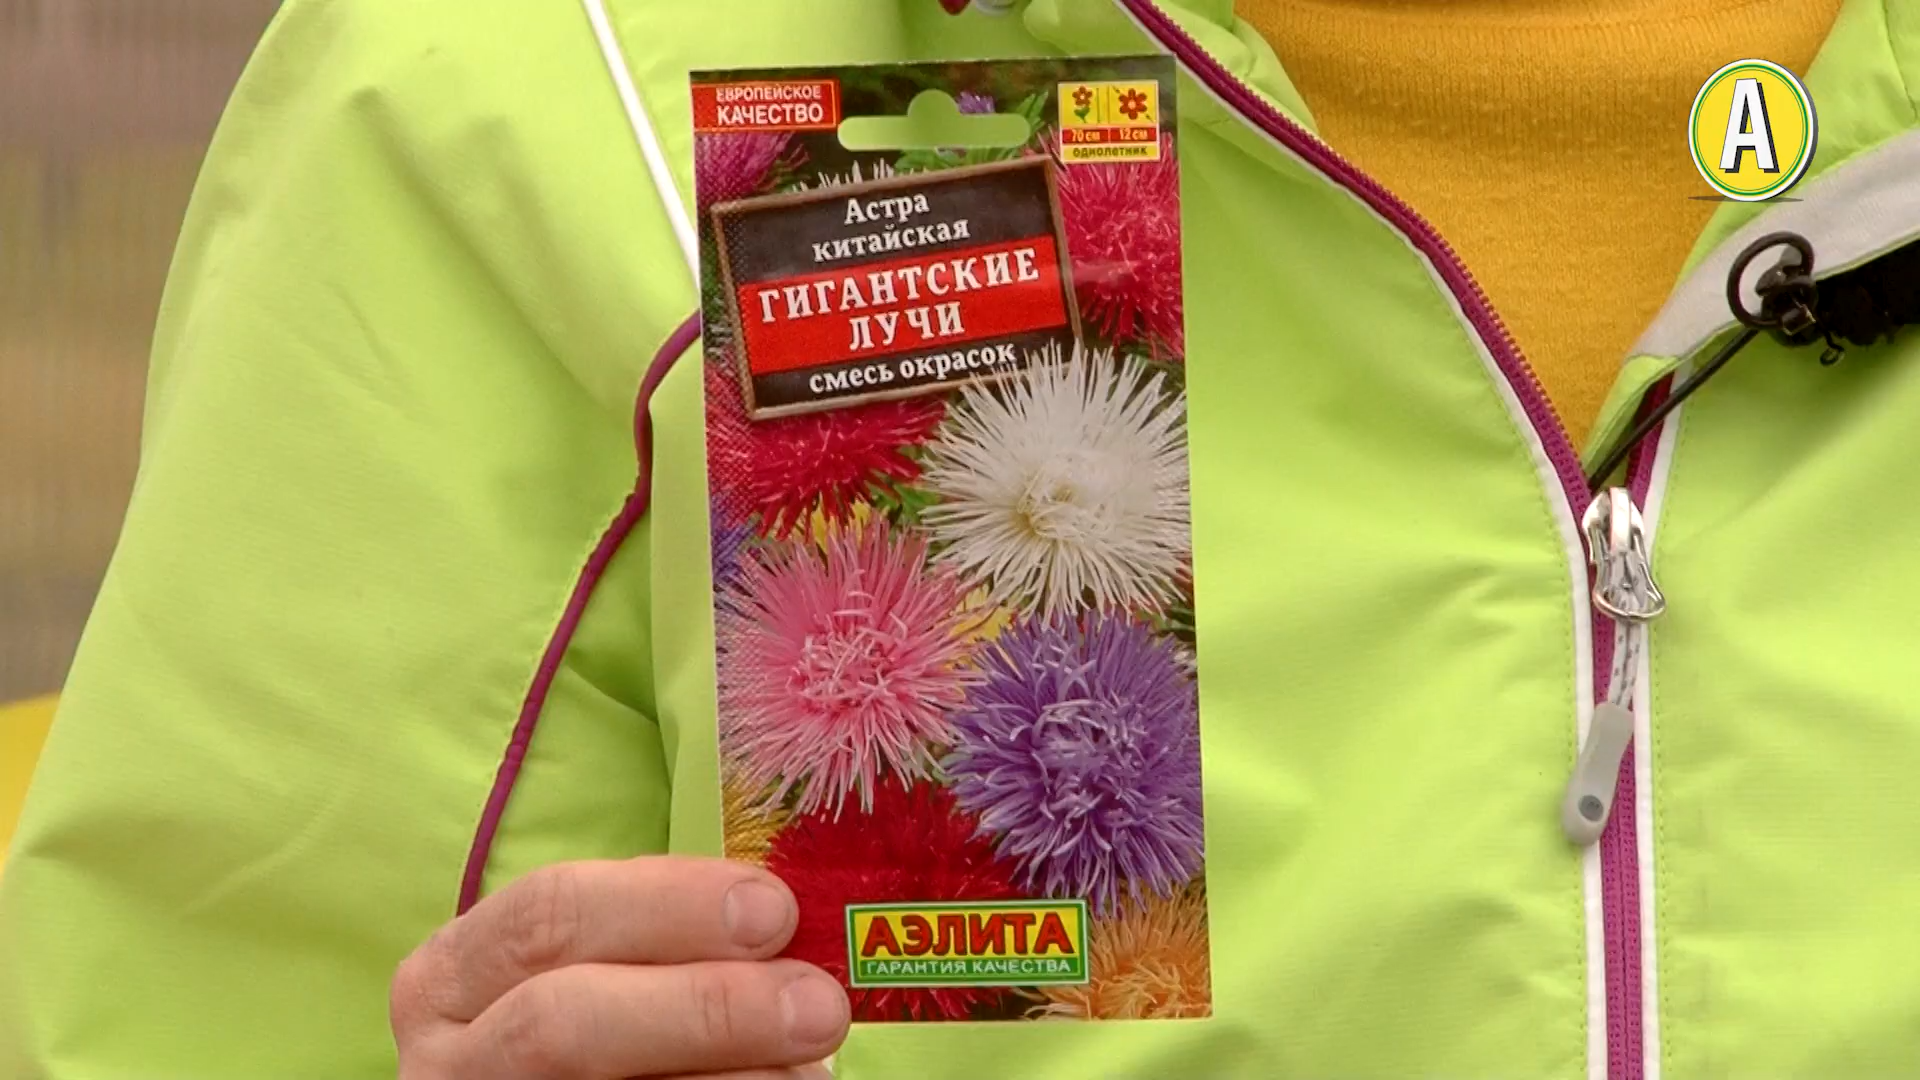 ЕВРОПЕЙСКОЕ
КАЧЕСТВО
70 см 12 см
однолетник
Астра
китайская
ГИГАНТСКИЕ
ЛУЧИ
смесь окрасок
АЭЛИТА
ГАРАНТИЯ КАЧЕСТВА
А